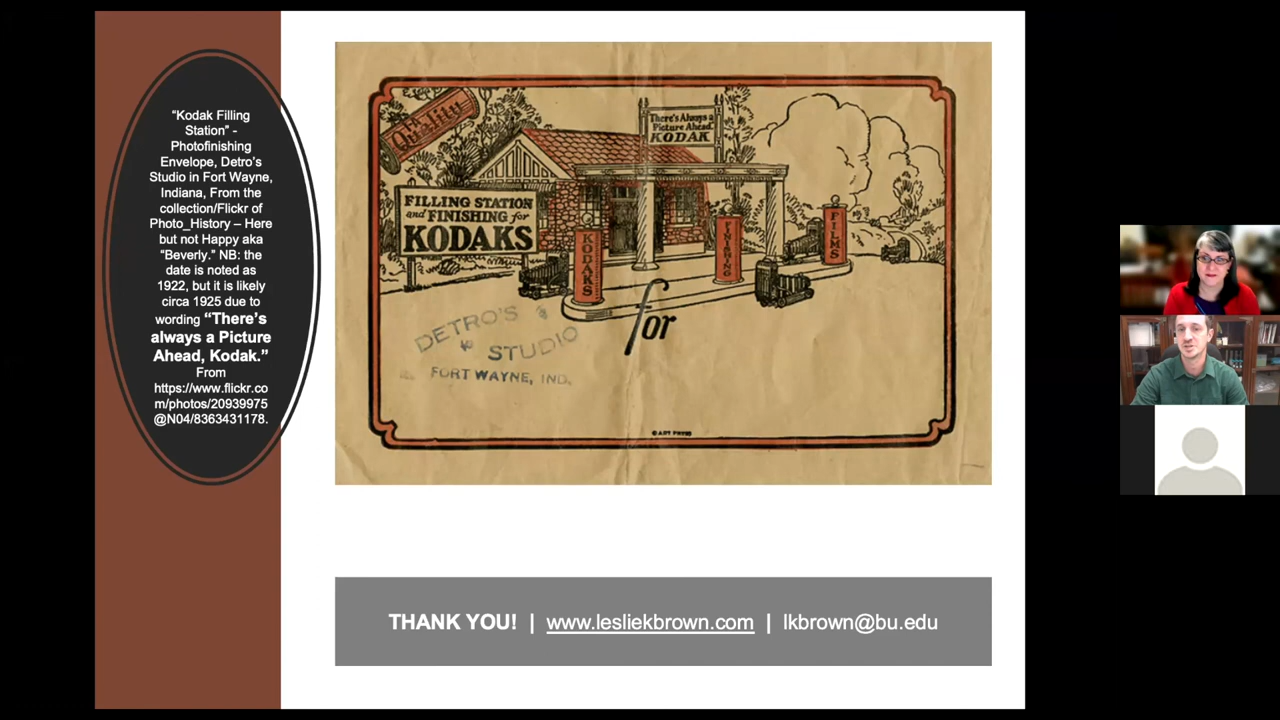 “Kodak Filling
Station” -
Photofinishing
Envelope, Detro’s
Studio in Fort Wayne,
Indiana, From the
collection/Flickr of
Photo_History – Here
but not Happy aka
“Beverly.” NB: the
date is noted as
1922, but it is likely
circa 1925 due to
wording “There’s
always a Picture
Ahead, Kodak.”
From
https://www.flickr.co
m/photos/20939975
@N04/8363431178.
Quality
There's Always a
Picture Ahead.
KODAK
FILLING STATION
and FINISHING for
KODAKS
KODAKS
FINISHING
FILMS
for
DETRO'S
STUDIO
FORT WAYNE, IND.
© ART PRESS
THANK YOU! | www.lesliekbrown.com | lkbrown@bu.edu